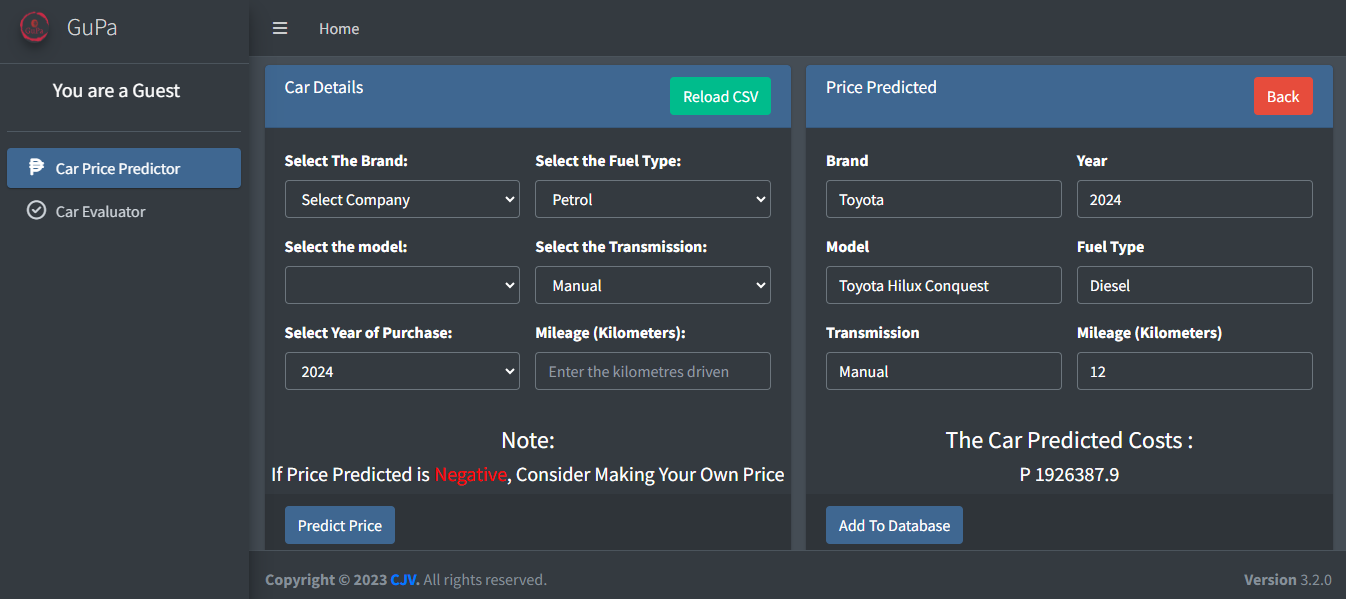 GuPa
Home
You are a Guest
Car Price Predictor
Car Evaluator
Car Details
Reload CSV
Select The Brand:
Select the Fuel Type:
Select Company
Petrol
Select the model:
Select the Transmission:
Manual
Select Year of Purchase:
Mileage (Kilometers):
2024
Enter the kilometres driven
Note:
If Price Predicted is Negative, Consider Making Your Own Price
Predict Price
Price Predicted
Back
Brand
Year
Toyota
2024
Model
Fuel Type
Toyota Hilux Conquest
Diesel
Transmission
Mileage (Kilometers)
Manual
12
The Car Predicted Costs :
P 1926387.9
Add To Database
Copyright © 2023 CJV. All rights reserved.
Version 3.2.0